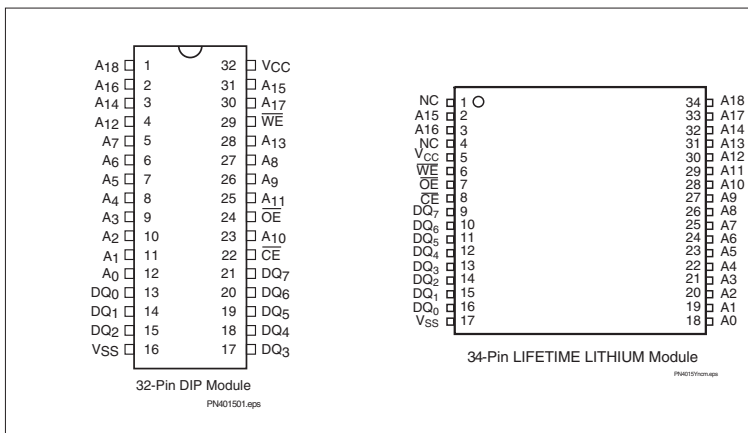 A18 1 32 VCC
A16 2 31 A15
A14 3 30 A17
A12 4 29 W̅E̅
A7 5 28 A13
A6 6 27 A8
A5 7 26 A9
A4 8 25 A11
A3 9 24 O̅E̅
A2 10 23 A10
A1 11 22 C̅E̅
A0 12 21 DQ7
DQ0 13 20 DQ6
DQ1 14 19 DQ5
DQ2 15 18 DQ4
VSS 16 17 DQ3
32-Pin DIP Module
PN401501.eps
NC 1 34 A18
A15 2 33 A17
A16 3 32 A14
NC 4 31 A13
VCC 5 30 A12
W̅E̅ 6 29 A11
O̅E̅ 7 28 A10
C̅E̅ 8 27 A9
DQ7 9 26 A8
DQ6 10 25 A7
DQ5 11 24 A6
DQ4 12 23 A5
DQ3 13 22 A4
DQ2 14 21 A3
DQ1 15 20 A2
DQ0 16 19 A1
VSS 17 18 A0
34-Pin LIFETIME LITHIUM Module
PN4015Yncm.eps